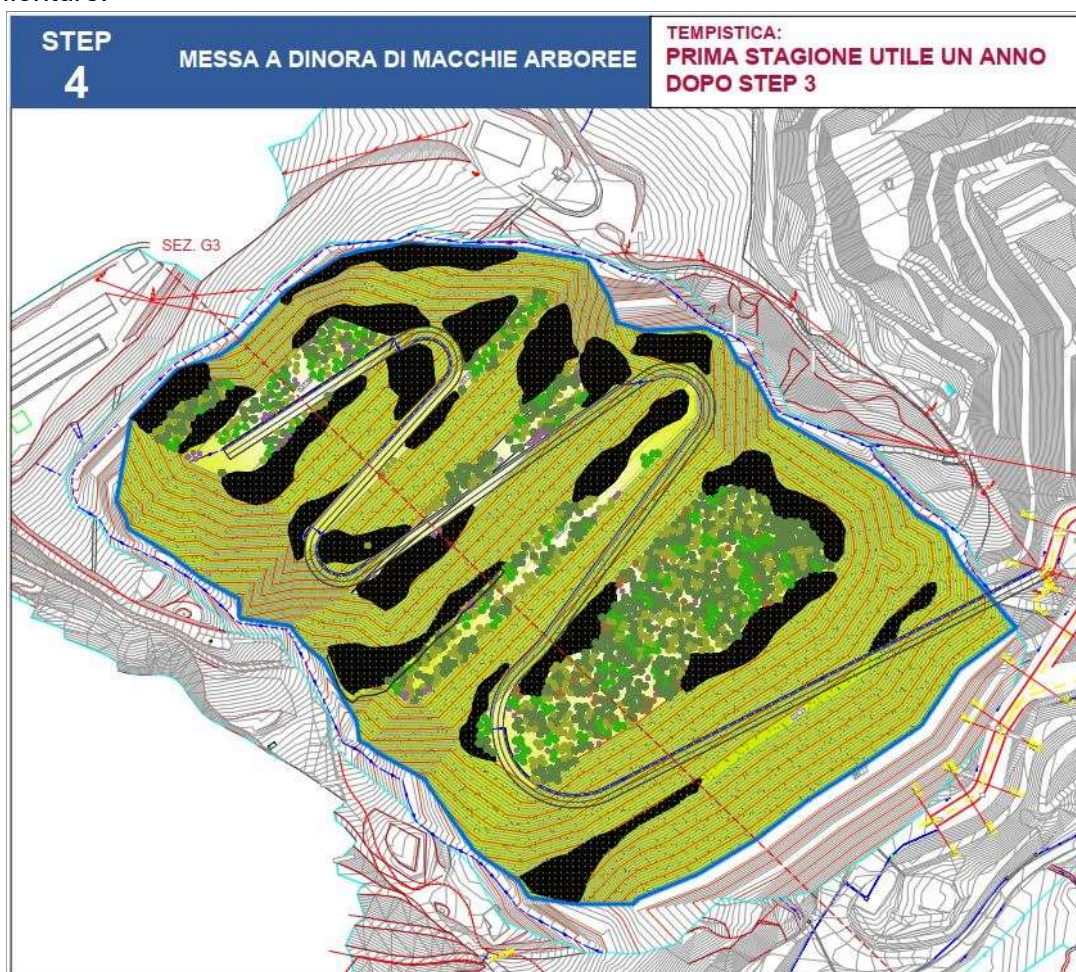 STEP
4
MESSA A DINORA DI MACCHIE ARBOREE
TEMPISTICA:
PRIMA STAGIONE UTILE UN ANNO
DOPO STEP 3
SEZ. G3